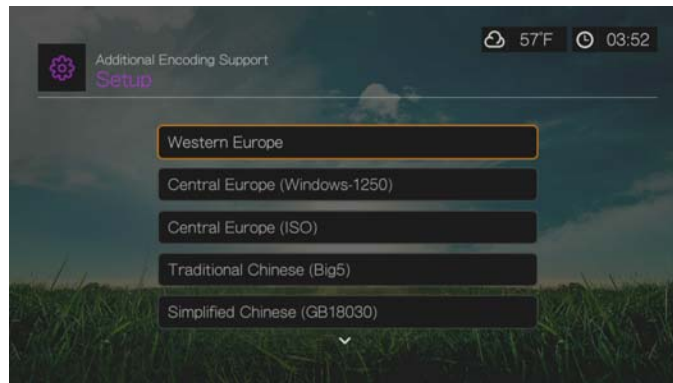 57°F 03:52
Additional Encoding Support
Setup
Western Europe
Central Europe (Windows-1250)
Central Europe (ISO)
Traditional Chinese (Big5)
Simplified Chinese (GB18030)